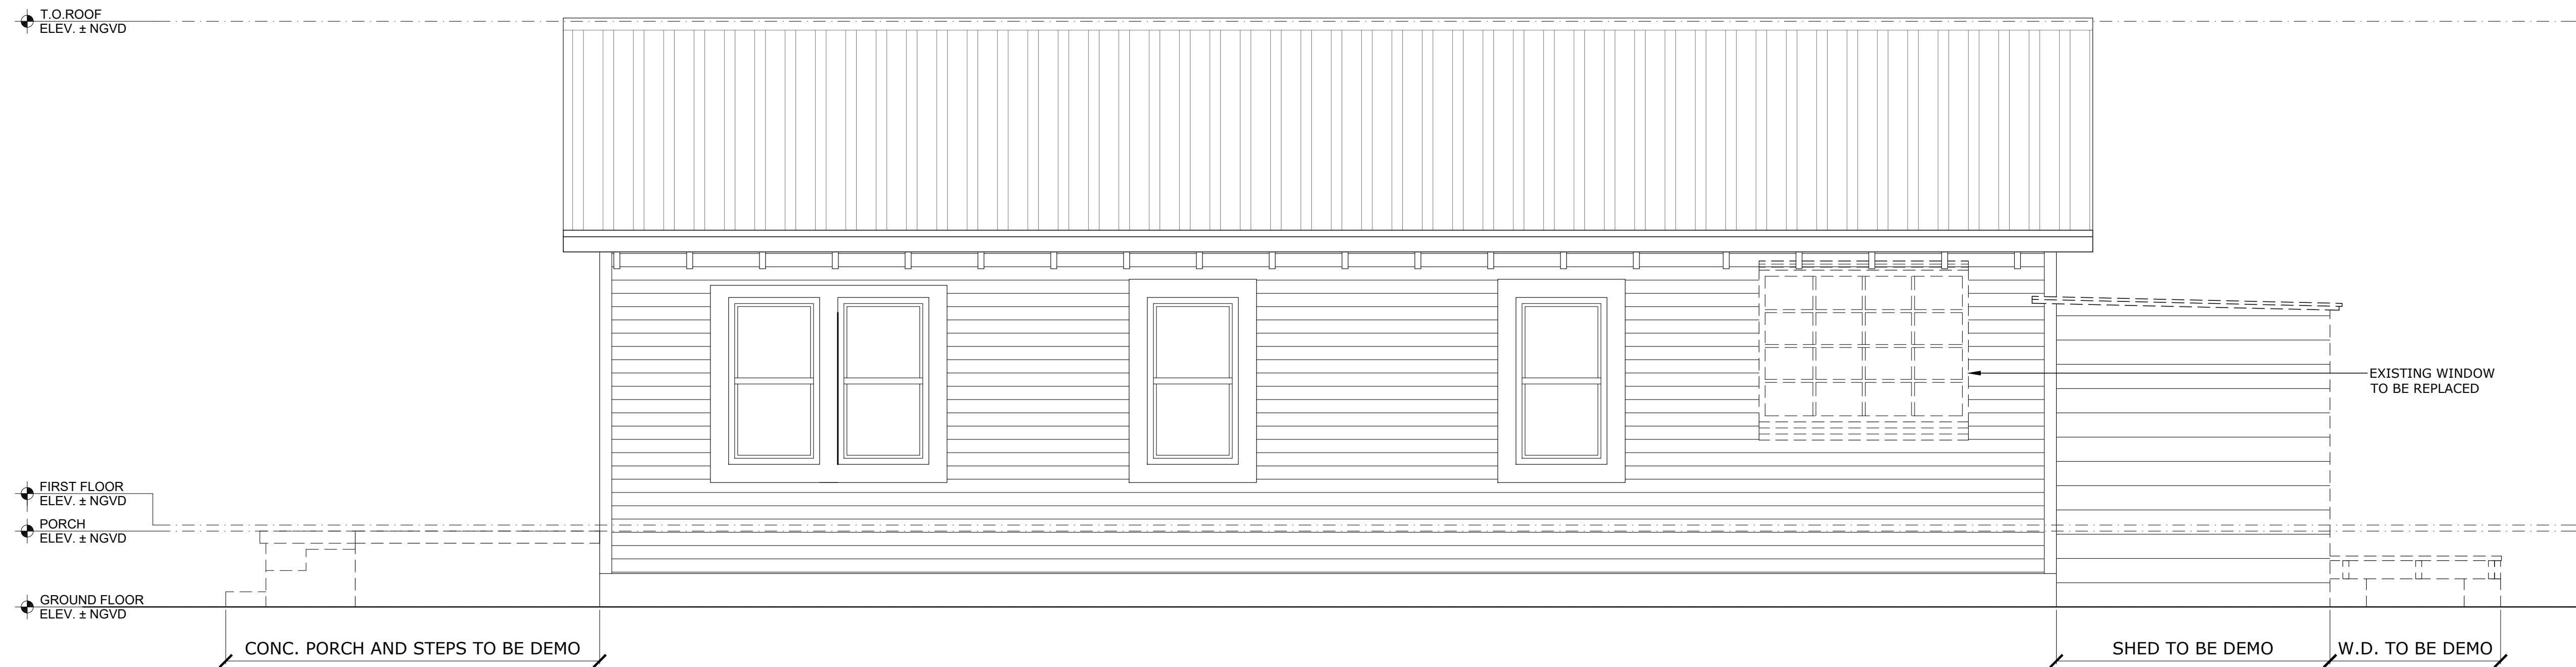 T.O.ROOF
ELEV. ± NGVD
EXISTING WINDOW
TO BE REPLACED
FIRST FLOOR
ELEV. ± NGVD
PORCH
ELEV. ± NGVD
GROUND FLOOR
ELEV. ± NGVD
CONC. PORCH AND STEPS TO BE DEMO
SHED TO BE DEMO
W.D. TO BE DEMO